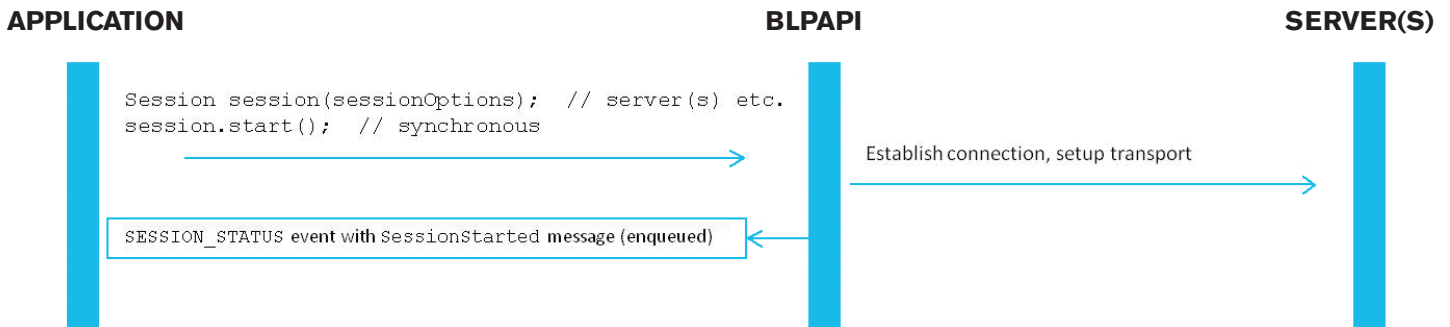 APPLICATION BLPAPI SERVER(S)
Session session(sessionOptions); // server(s) etc.
session.start(); // synchronous
Establish connection, setup transport
SESSION_STATUS event with SessionStarted message (enqueued)